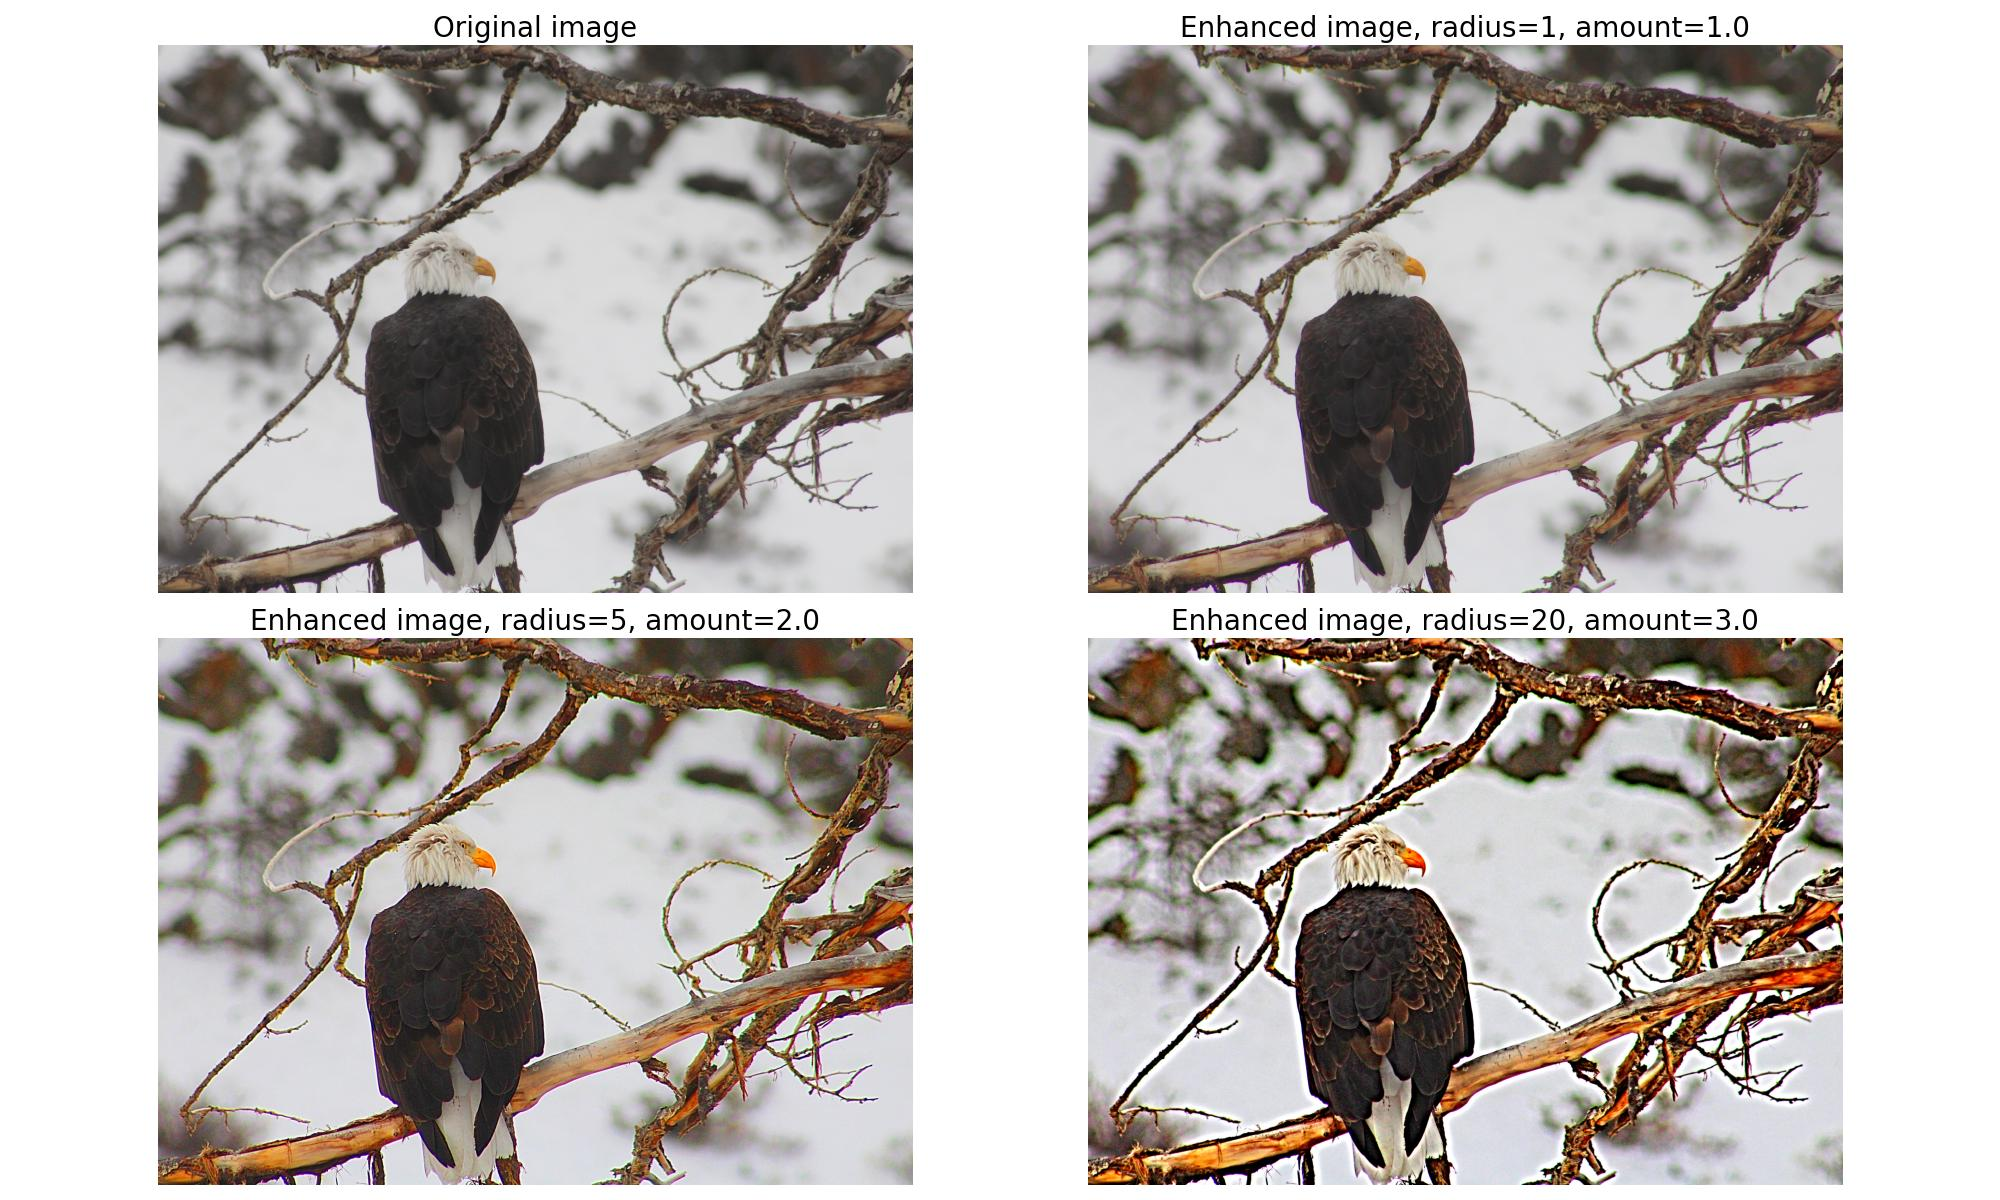 Original image
Enhanced image, radius=1, amount=1.0
Enhanced image, radius=5, amount=2.0
Enhanced image, radius=20, amount=3.0